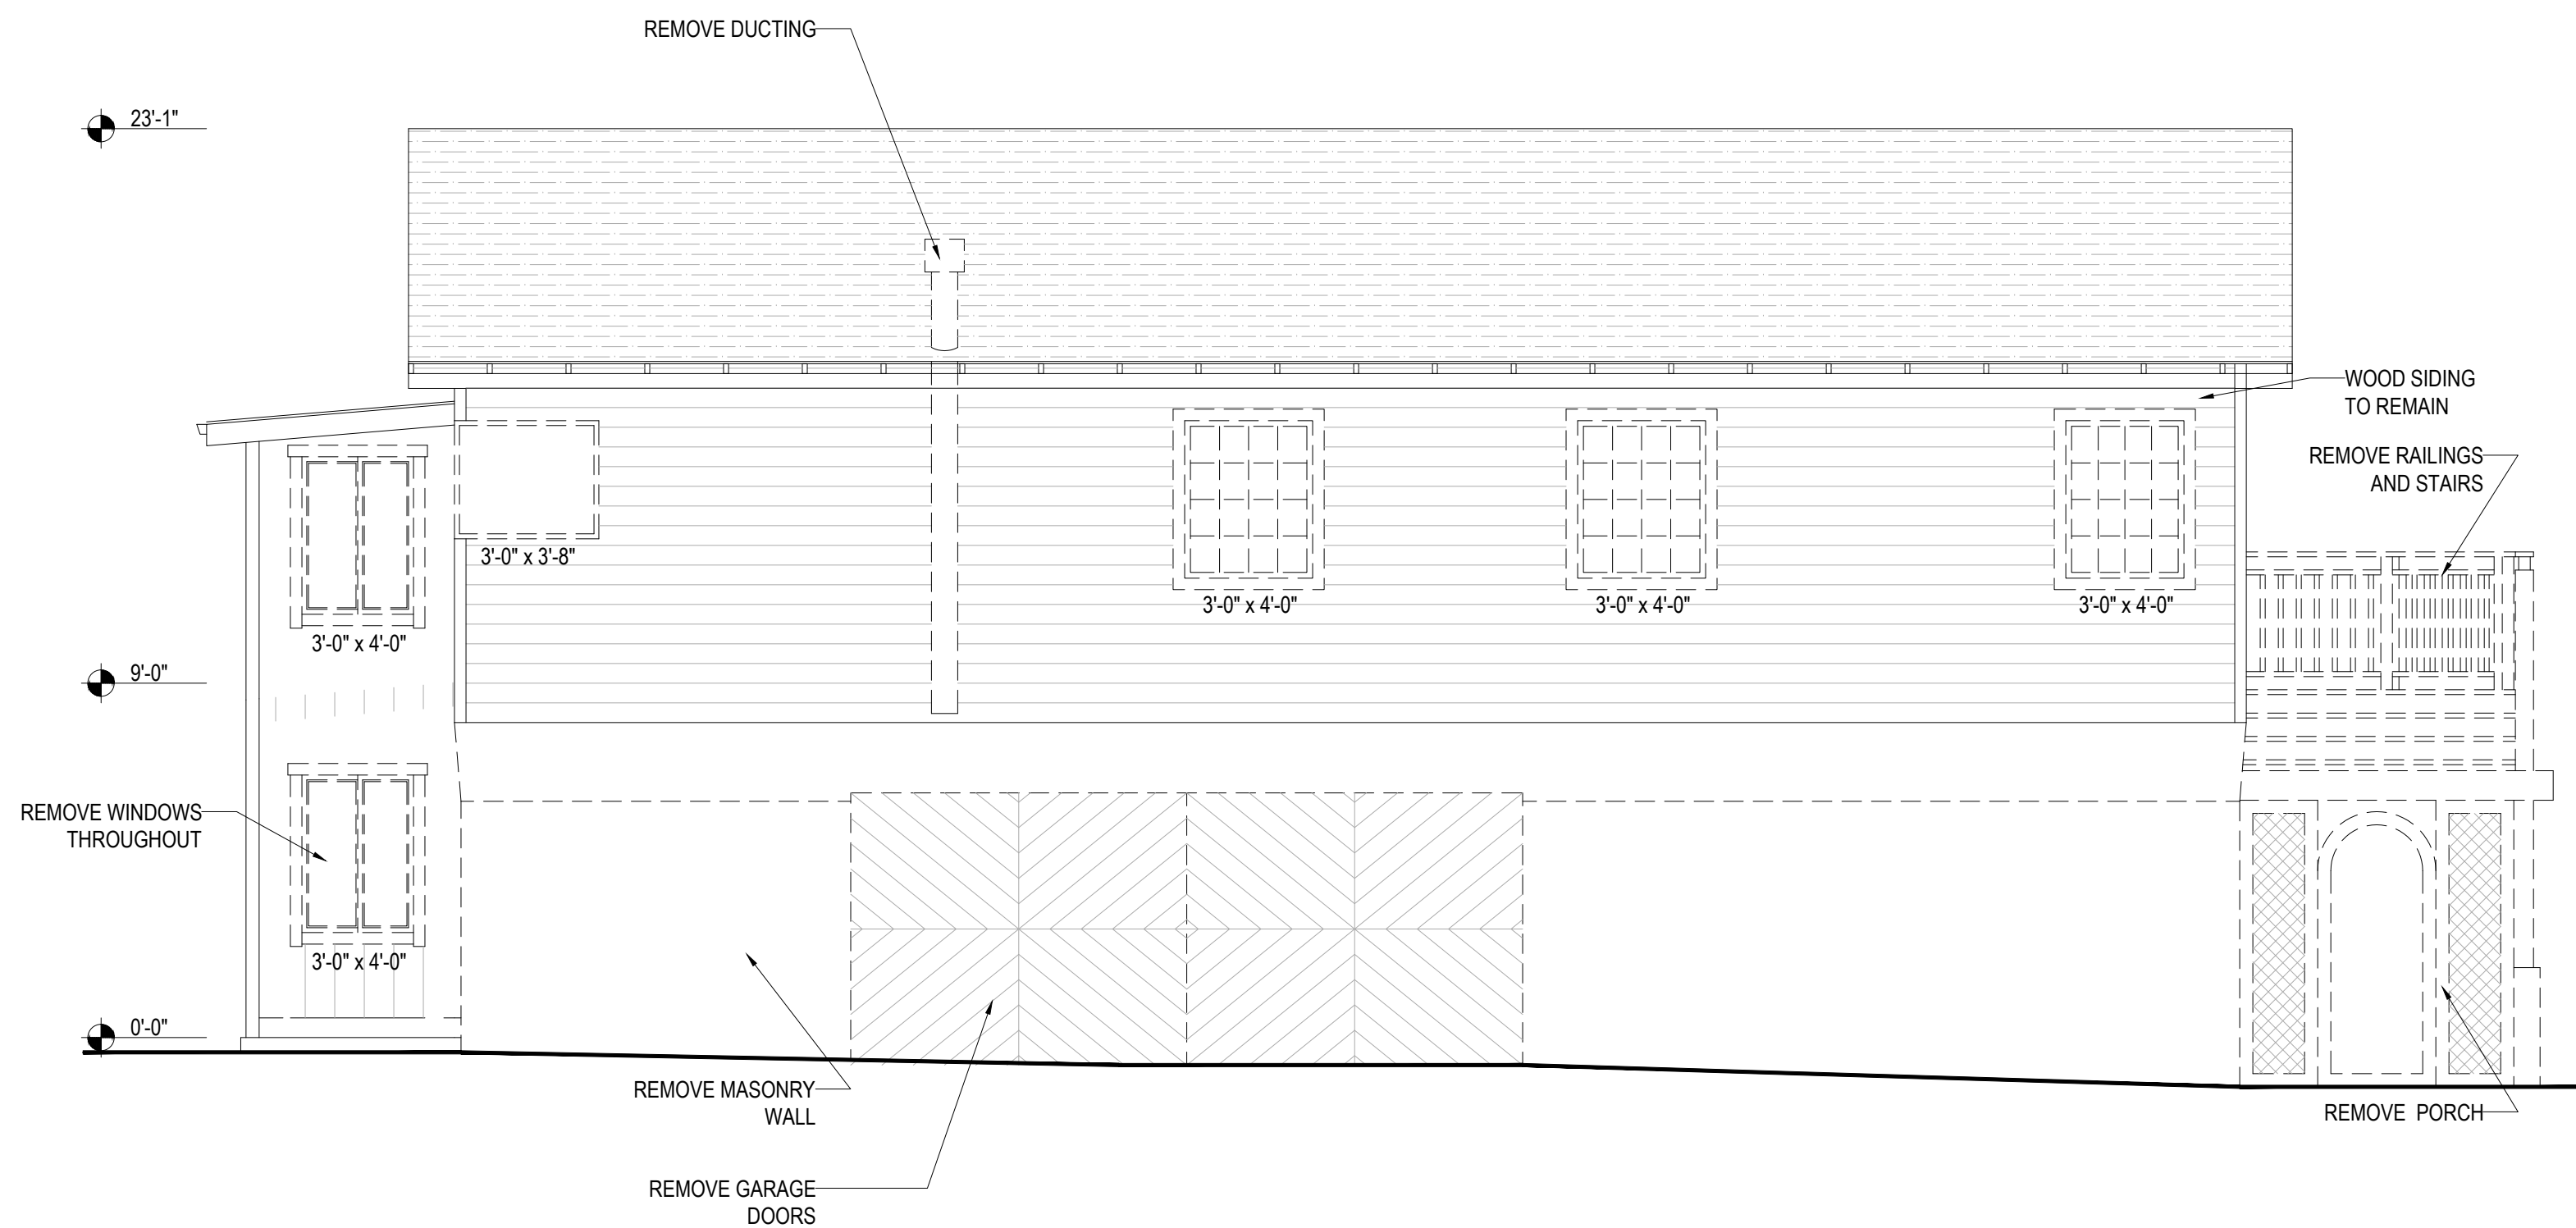 REMOVE DUCTING
23'-1"
WOOD SIDING
TO REMAIN
REMOVE RAILINGS
AND STAIRS
3'-0" x 3'-8"
3'-0" x 4'-0"
3'-0" x 4'-0"
3'-0" x 4'-0"
3'-0" x 4'-0"
9'-0"
REMOVE WINDOWS
THROUGHOUT
3'-0" x 4'-0"
0'-0"
REMOVE MASONRY
WALL
REMOVE PORCH
REMOVE GARAGE
DOORS